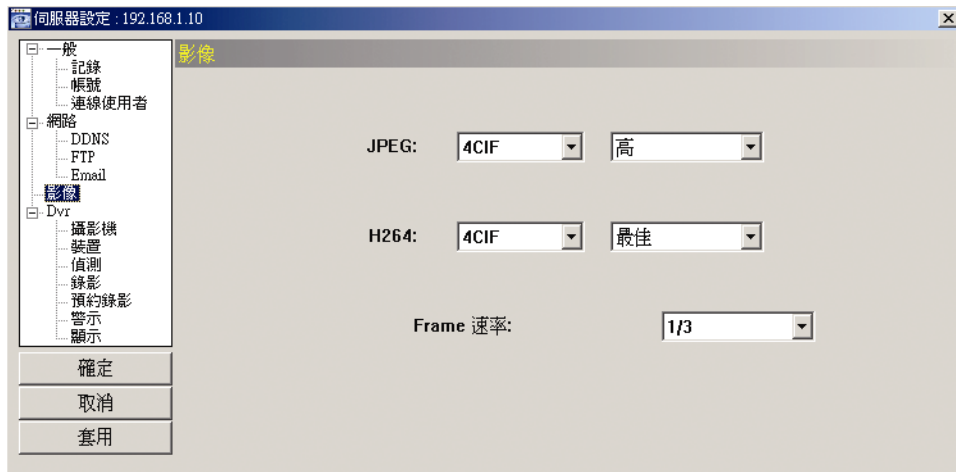 伺服器設定 : 192.168.1.10
一般
記錄
帳號
連線使用者
網路
DDNS
FTP
Email
影像
Dvr
攝影機
裝置
偵測
錄影
預約錄影
警示
顯示
確定
取消
套用
影像
JPEG: 4CIF 高
H264: 4CIF 最佳
Frame 速率: 1/3